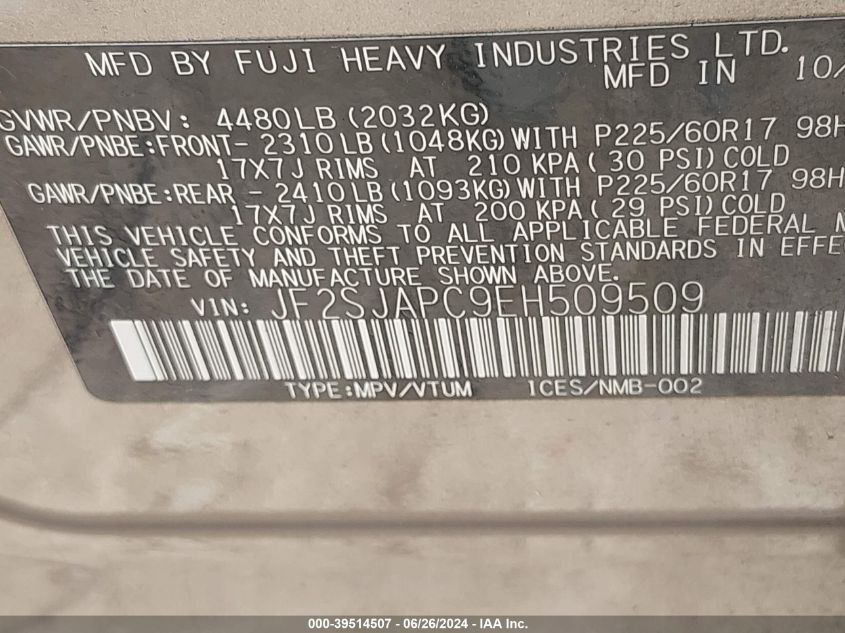 MFD BY FUJI HEAVY INDUSTRIES LTD.
MFD IN 10/
GVWR/PNBV: 4480LB(2032KG)
GAWR/PNBE:FRONT- 2310LB(1048KG)WITH P225/60R17 98H
17X7J RIMS AT 210 KPA(30 PSI)COLD
GAWR/PNBE:REAR - 2410LB(1093KG)WITH P225/60R17 98H
17X7J RIMS AT 200 KPA(29 PSI)COLD
THIS VEHICLE CONFORMS TO ALL APPLICABLE FEDERAL M
VEHICLE SAFETY AND THEFT PREVENTION STANDARDS IN EFFE
THE DATE OF MANUFACTURE SHOWN ABOVE.
VIN: JF2SJAPC9EH509509
TYPE:MPV/VTUM ICES/NMB-002
000-39514507 - 06/26/2024 - IAA Inc.